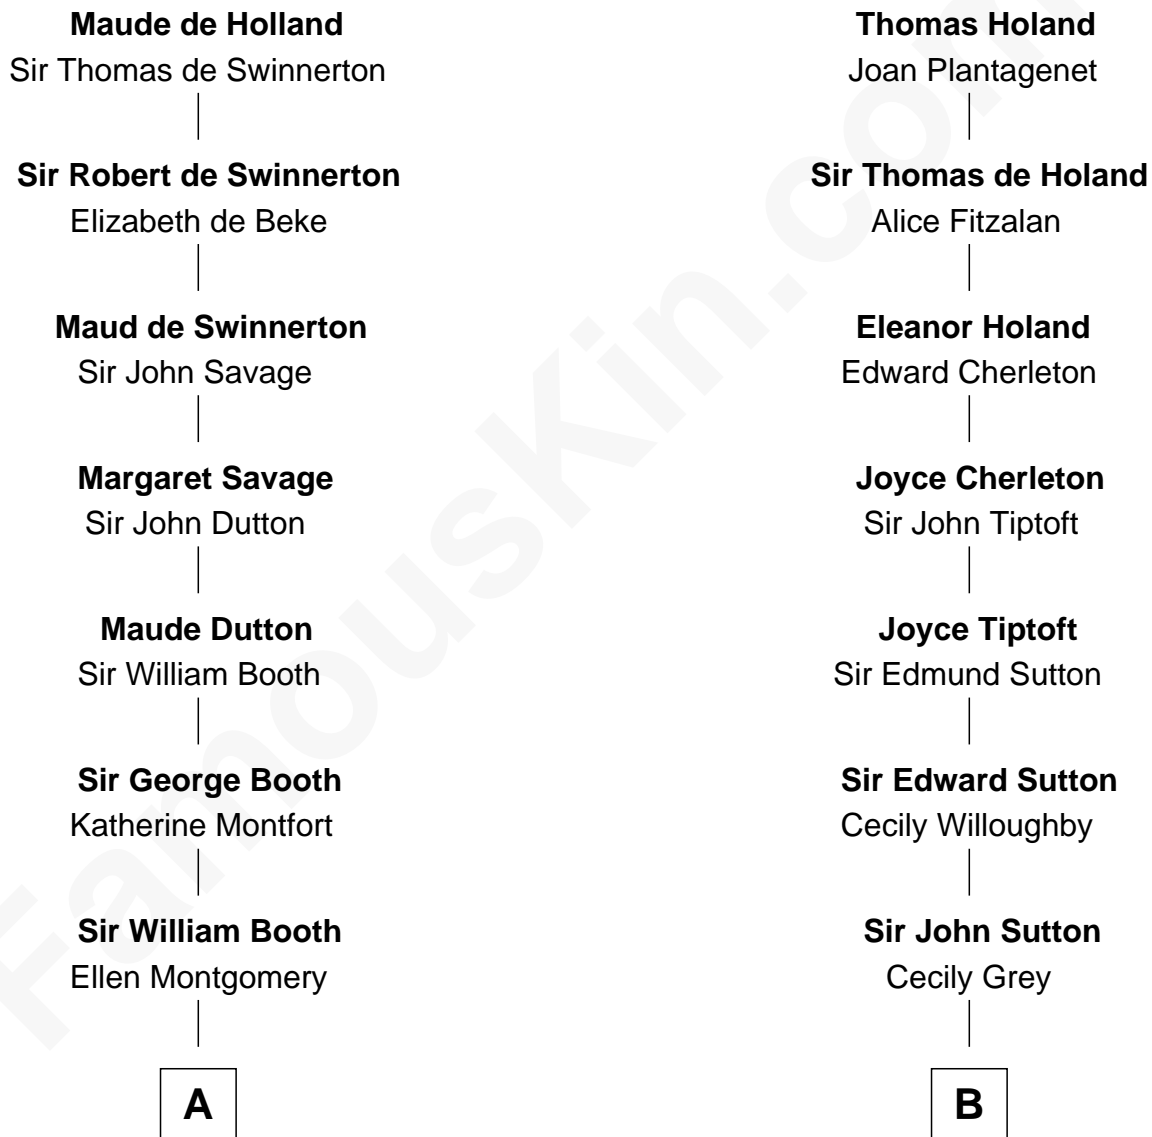 Maude de Holland
Sir Thomas de Swinnerton
Sir Robert de Swinnerton
Elizabeth de Beke
Maud de Swinnerton
Sir John Savage
Margaret Savage
Sir John Dutton
Maude Dutton
Sir William Booth
Sir George Booth
Katherine Montfort
Sir William Booth
Ellen Montgomery
A
Thomas Holand
Joan Plantagenet
Sir Thomas de Holand
Alice Fitzalan
Eleanor Holand
Edward Cherleton
Joyce Cherleton
Sir John Tiptoft
Joyce Tiptoft
Sir Edmund Sutton
Sir Edward Sutton
Cecily Willoughby
Sir John Sutton
Cecily Grey
B
FamousKin.com